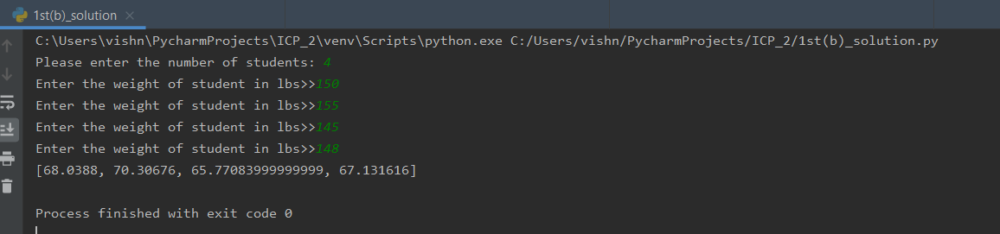 1st(b)_solution
C:\Users\vishn\PycharmProjects\ICP_2\venv\Scripts\python.exe C:/Users/vishn/PycharmProjects/ICP_2/1st(b)_solution.py
Please enter the number of students: 4
Enter the weight of student in lbs>>150
Enter the weight of student in lbs>>155
Enter the weight of student in lbs>>145
Enter the weight of student in lbs>>148
[68.0388, 70.30676, 65.77083999999999, 67.131616]
Process finished with exit code 0